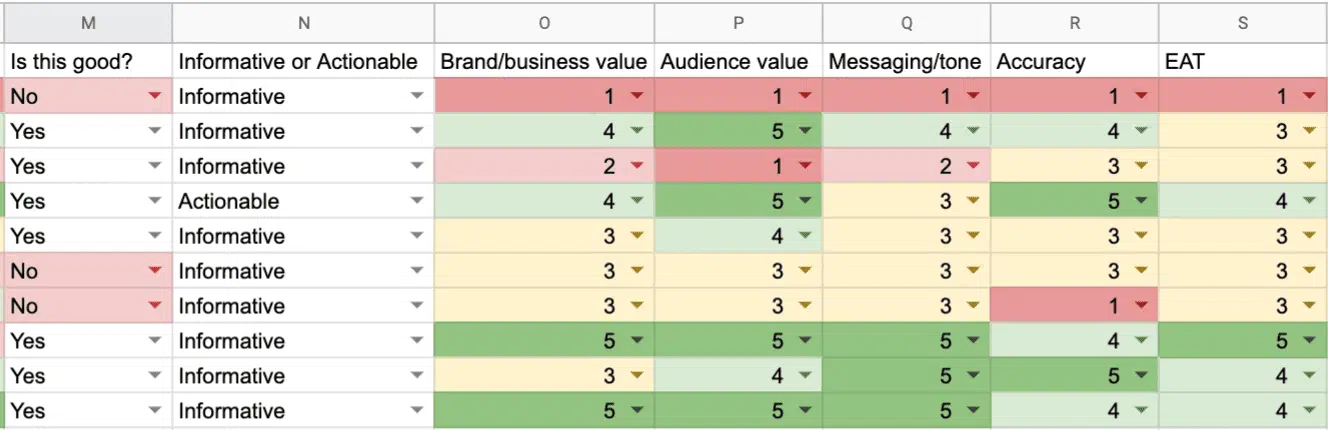 M N O P Q R S
Is this good? Informative or Actionable Brand/business value Audience value Messaging/tone Accuracy EAT
No Informative 1 1 1 1 1
Yes Informative 4 5 4 4 3
Yes Informative 2 1 2 3 3
Yes Actionable 4 5 3 5 4
Yes Informative 3 4 3 3 3
No Informative 3 3 3 3 3
No Informative 3 3 3 1 3
Yes Informative 5 5 5 4 5
Yes Informative 3 4 5 5 4
Yes Informative 5 5 5 4 4